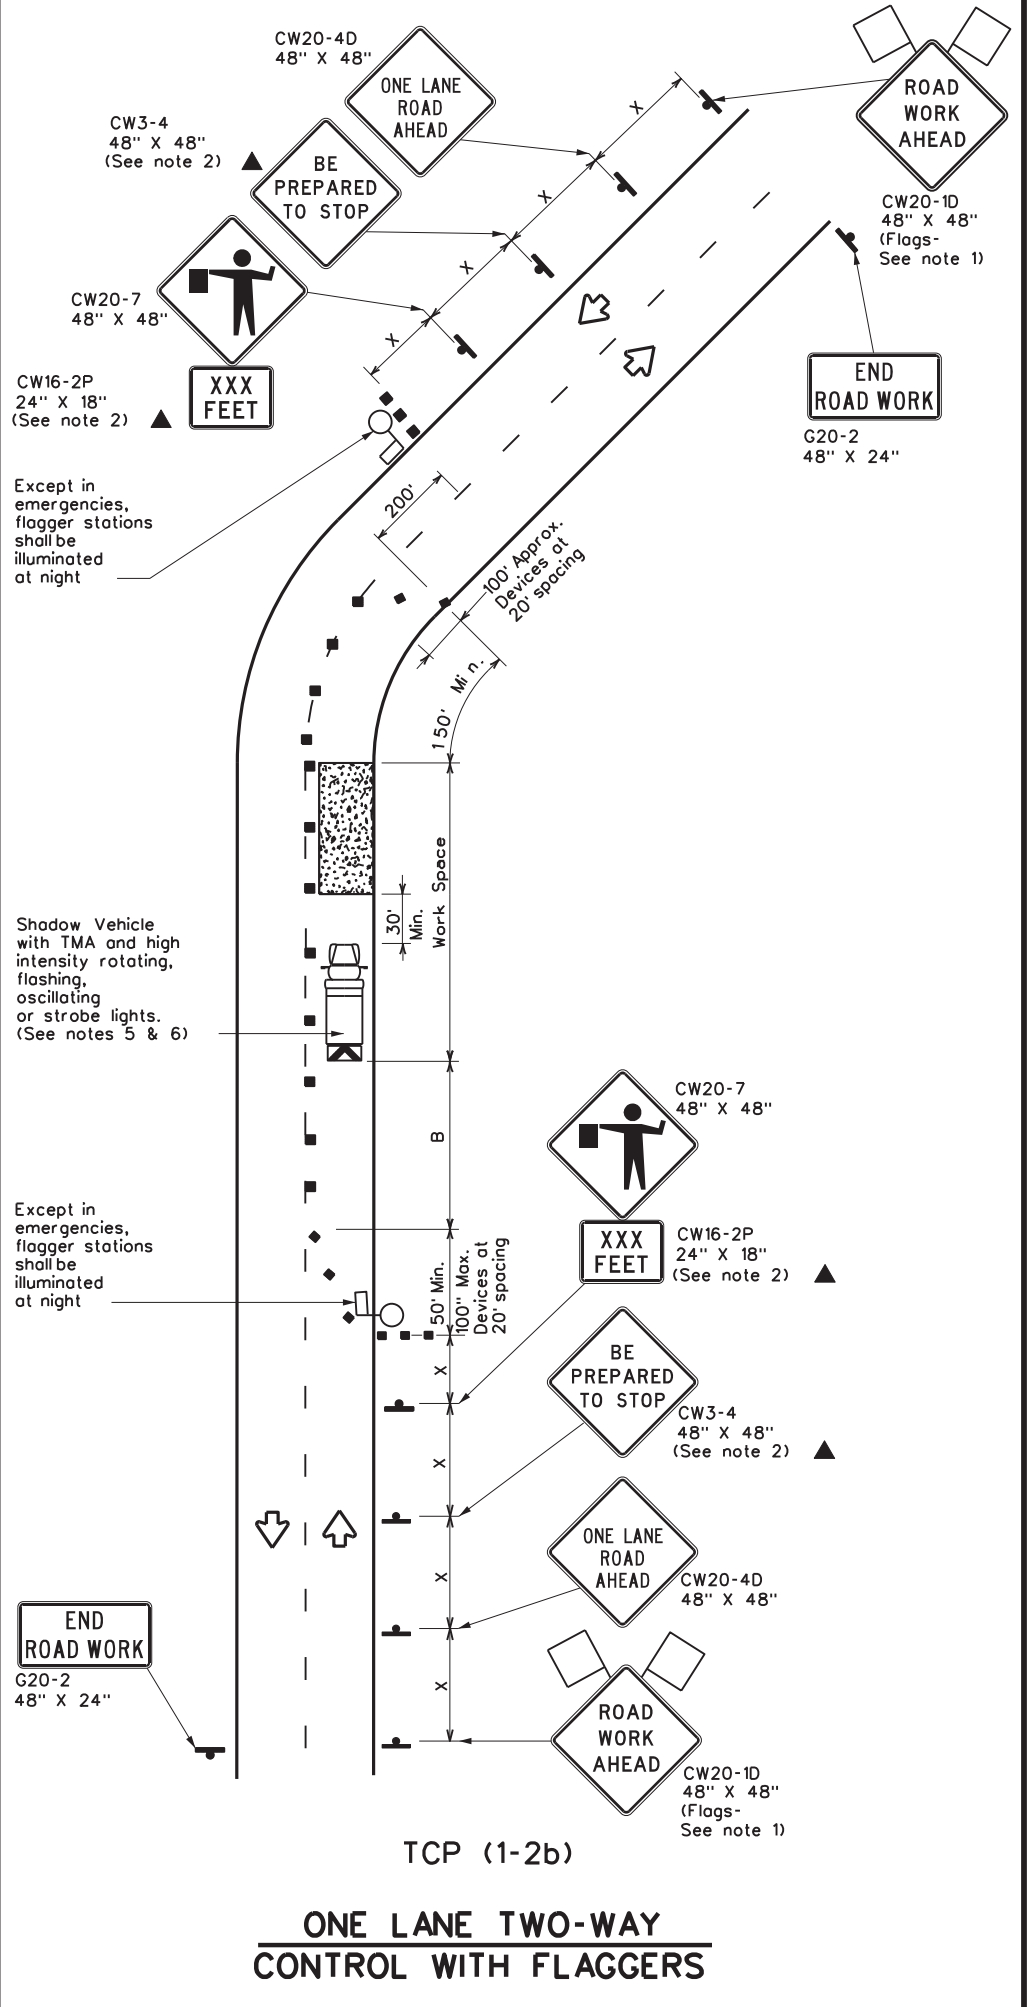 CW20-4D
48" X 48"
ONE LANE
ROAD
AHEAD
X
ROAD
WORK
AHEAD
CW3-4
48" X 48"
(See note 2)
BE
PREPARED
TO STOP
X
CW20-1D
48" X 48"
(Flags-
See note 1)
CW20-7
48" X 48"
X
X
END
ROAD WORK
G20-2
48" X 24"
CW16-2P
24" X 18"
(See note 2)
XXX
FEET
Except in
emergencies,
flagger stations
shall be
illuminated
at night
200'
100' Approx.
Devices at
20' spacing
150' Min.
Work Space
30'
Min.
Shadow Vehicle
with TMA and high
intensity rotating,
flashing,
oscillating
or strobe lights.
(See notes 5 & 6)
B
CW20-7
48" X 48"
XXX
FEET
CW16-2P
24" X 18"
(See note 2)
Except in
emergencies,
flagger stations
shall be
illuminated
at night
50' Min.
100" Max.
Devices at
20' spacing
X
BE
PREPARED
TO STOP
CW3-4
48" X 48"
(See note 2)
X
ONE LANE
ROAD
AHEAD
CW20-4D
48" X 48"
X
END
ROAD WORK
G20-2
48" X 24"
X
ROAD
WORK
AHEAD
CW20-1D
48" X 48"
(Flags-
See note 1)
TCP (1-2b)
ONE LANE TWO-WAY
CONTROL WITH FLAGGERS